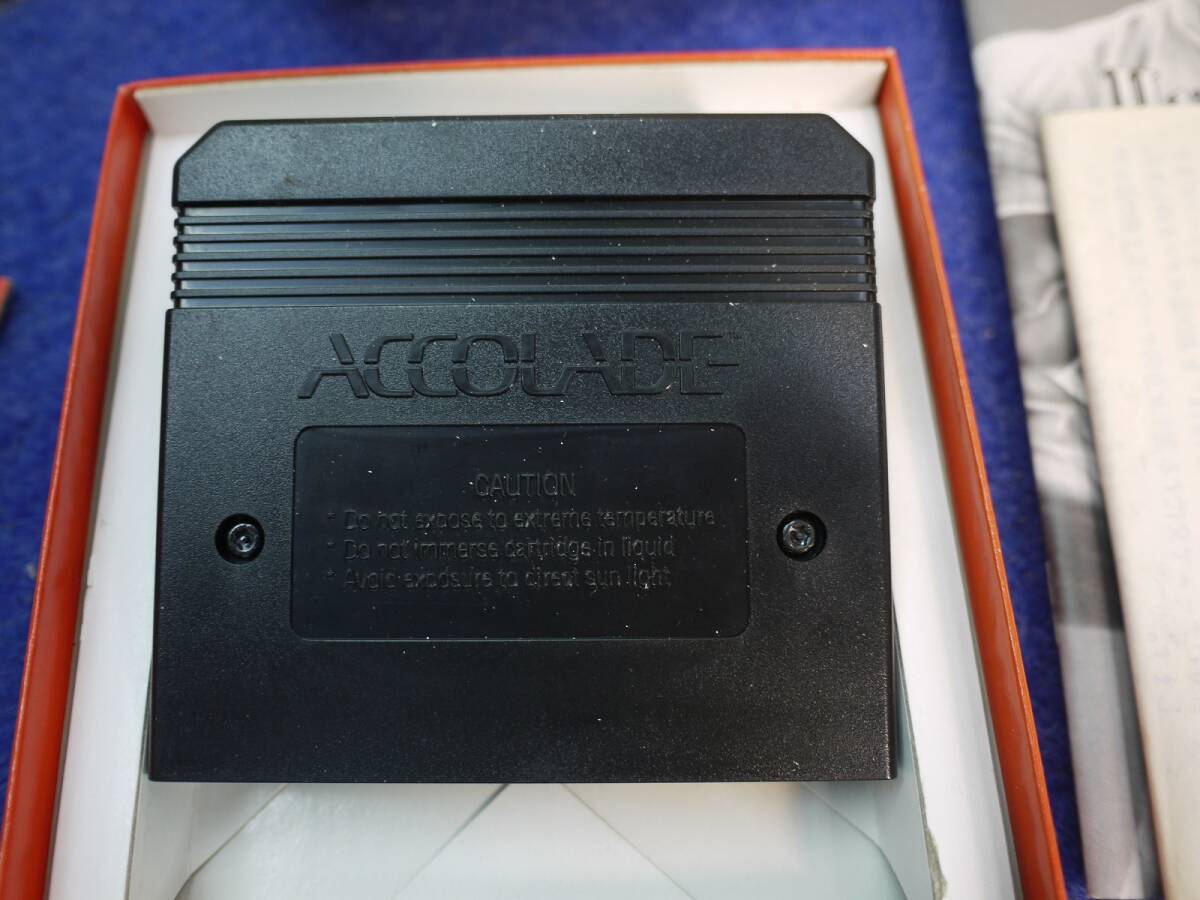 ACCOLADE™
CAUTION
* Do not expose to extreme temperature
* Do not immerse cartridge in liquid
* Avoid exposure to direct sun light